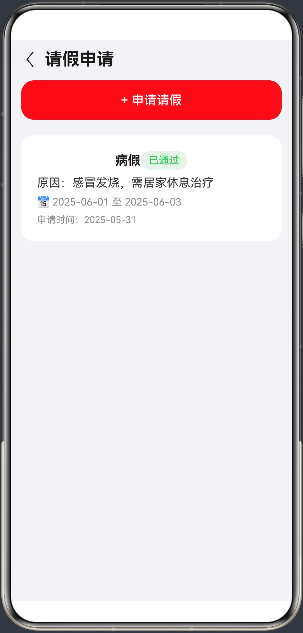 请假申请
+ 申请请假
病假 已通过
原因：感冒发烧，需居家休息治疗
📅 2025-06-01 至 2025-06-03
申请时间：2025-05-31